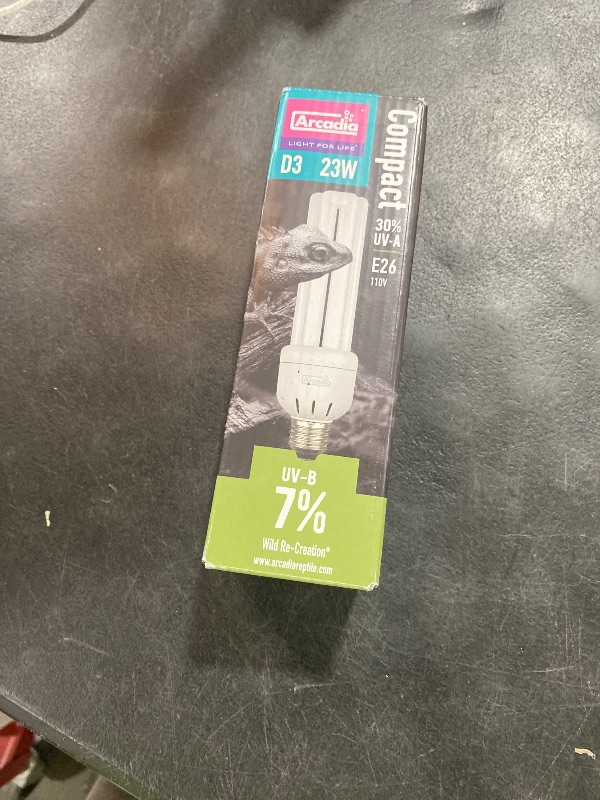 Arcadia
LIGHT FOR LIFE
D3 23W
Compact
30%
UV-A
E26
110V
Arcadia
UV-B
7%
Wild Re-Creation®
www.arcadiareptile.com